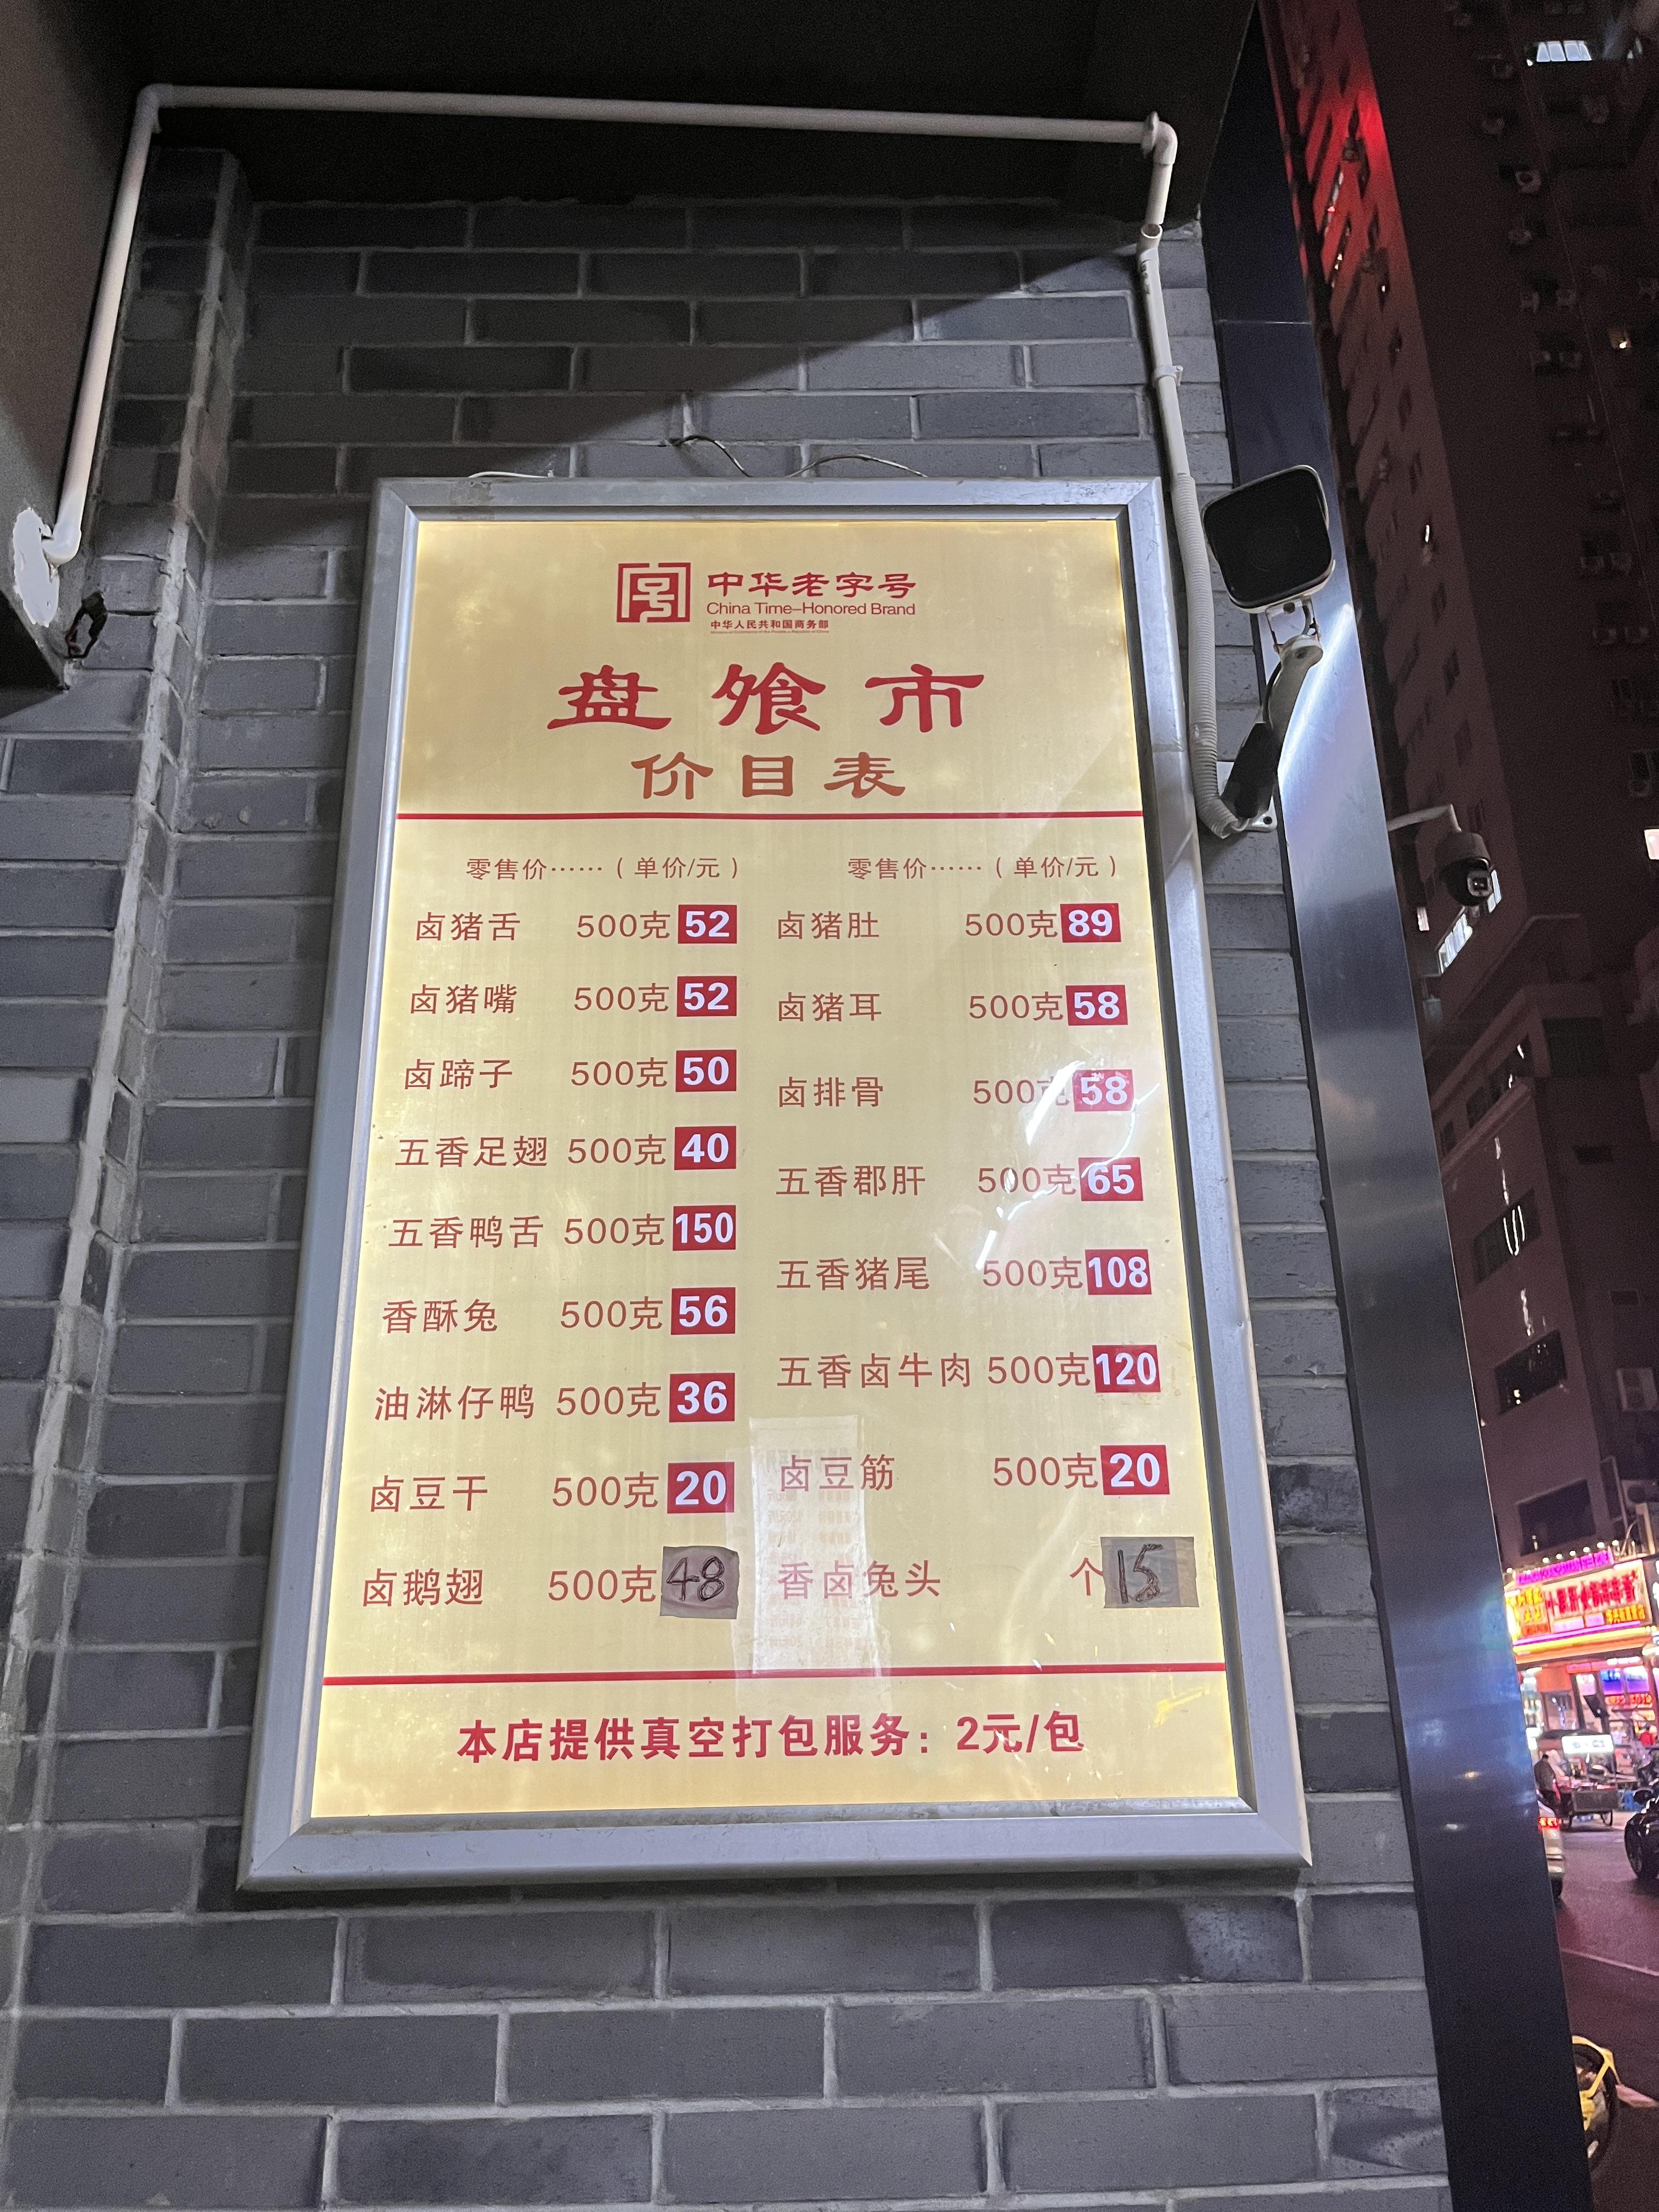 中华老字号
China Time-Honored Brand
中华人民共和国商务部
盘飧市
价目表
零售价……（单价/元）
卤猪舌 500克 52
卤猪嘴 500克 52
卤蹄子 500克 50
五香足翅 500克 40
五香鸭舌 500克 150
香酥兔 500克 56
油淋仔鸭 500克 36
卤豆干 500克 20
卤鹅翅 500克 48
零售价……（单价/元）
卤猪肚 500克 89
卤猪耳 500克 58
卤排骨 500克 58
五香郡肝 500克 65
五香猪尾 500克 108
五香卤牛肉 500克 120
卤豆筋 500克 20
香卤兔头 个 15
本店提供真空打包服务：2元/包